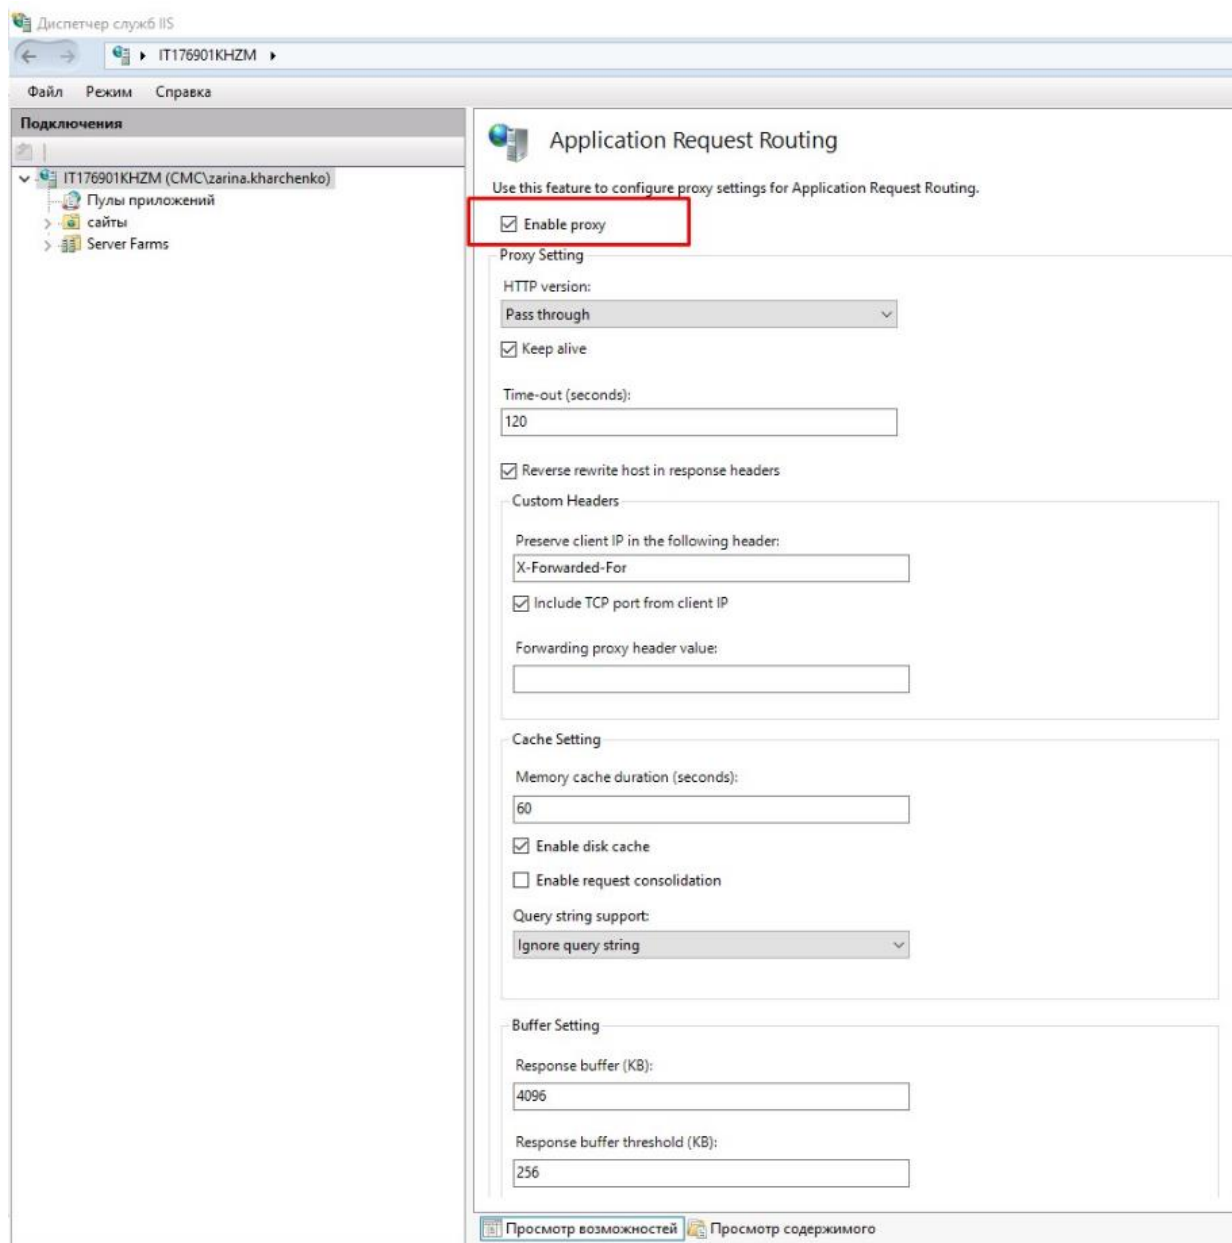 Диспетчер служб IIS
IT176901KHZM
Файл Режим Справка
Подключения
IT176901KHZM (CMC\zarina.kharchenko)
Пулы приложений
сайты
Server Farms
Application Request Routing
Use this feature to configure proxy settings for Application Request Routing.
Enable proxy
Proxy Setting
HTTP version:
Pass through
Keep alive
Time-out (seconds):
120
Reverse rewrite host in response headers
Custom Headers
Preserve client IP in the following header:
X-Forwarded-For
Include TCP port from client IP
Forwarding proxy header value:
Cache Setting
Memory cache duration (seconds):
60
Enable disk cache
Enable request consolidation
Query string support:
Ignore query string
Buffer Setting
Response buffer (KB):
4096
Response buffer threshold (KB):
256
Просмотр возможностей Просмотр содержимого